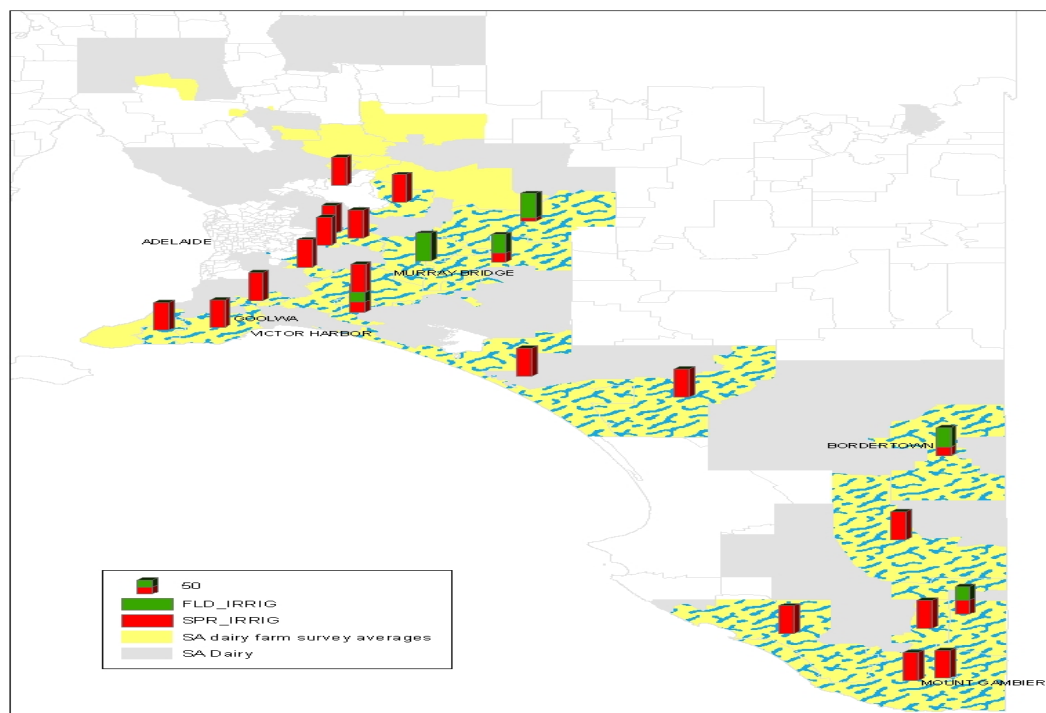 ADELAIDE
MURRAY BRIDGE
GOOLWA
VICTOR HARBOR
BORDERTOWN
50
FLD_IRRIG
SPR_IRRIG
SA dairy farm survey averages
SA Dairy
MOUNT GAMBIER